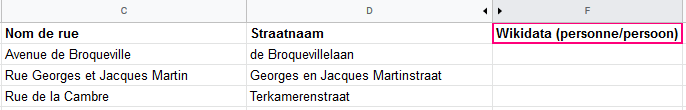 C D F
Nom de rue Straatnaam Wikidata (personne/persoon)
Avenue de Broqueville de Broquevillelaan
Rue Georges et Jacques Martin Georges en Jacques Martinstraat
Rue de la Cambre Terkamerenstraat